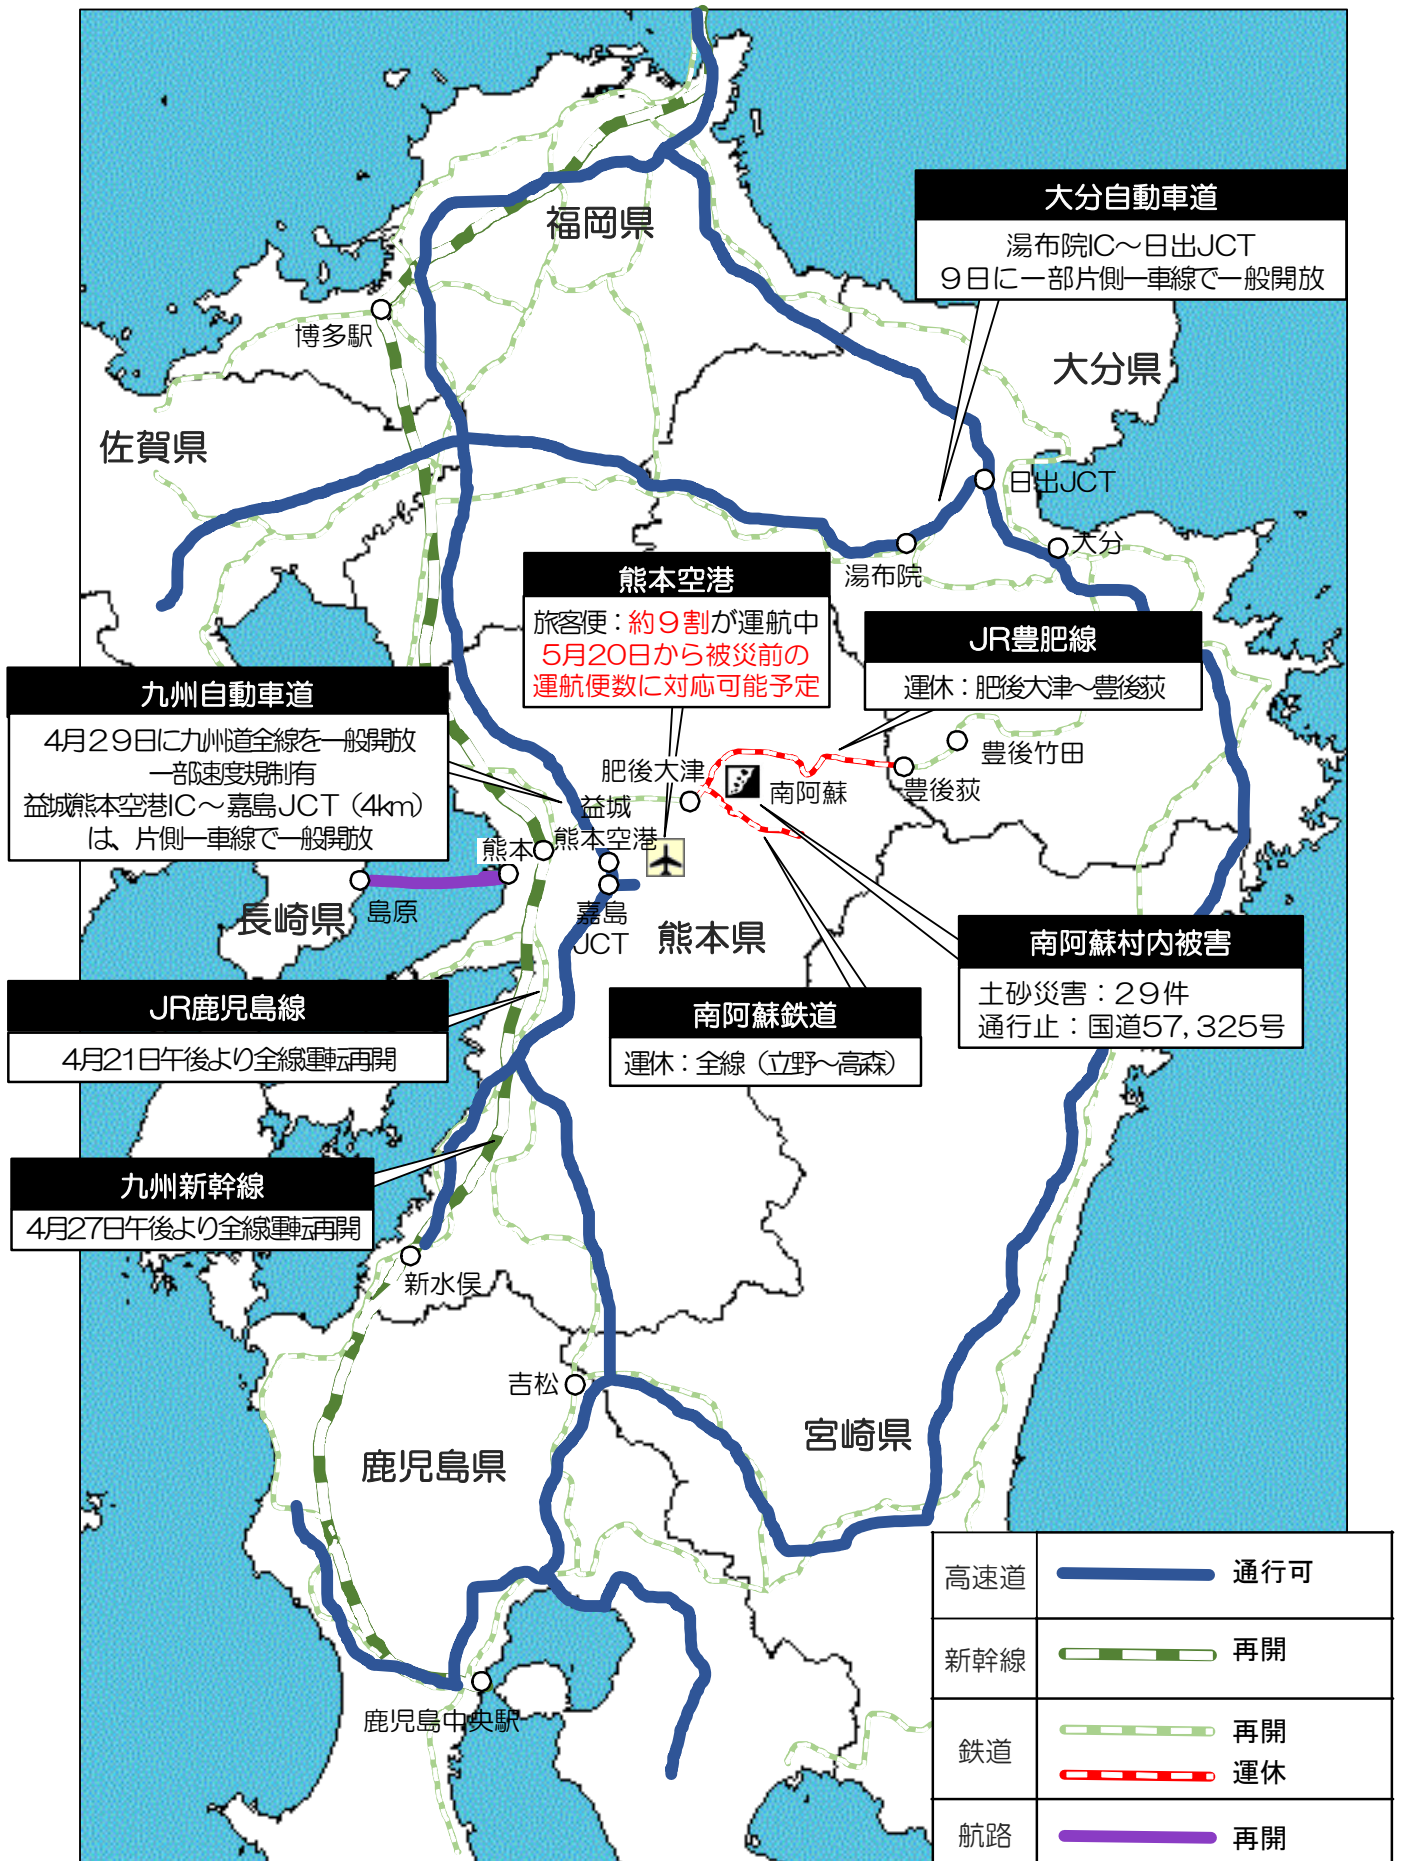 福岡県
大分自動車道
湯布院IC～日出JCT
９日に一部片側一車線で一般開放
博多駅
大分県
佐賀県
日出JCT
大分
湯布院
熊本空港
旅客便：約９割が運航中
5月20日から被災前の
運航便数に対応可能予定
JR豊肥線
運休：肥後大津～豊後荻
九州自動車道
4月２９日に九州道全線を一般開放
一部速度規制有
益城熊本空港IC～嘉島JCT（4km）
は、片側一車線で一般開放
肥後大津
南阿蘇
豊後竹田
豊後荻
益城
熊本空港
熊本
島原
長崎県
嘉島
JCT
熊本県
南阿蘇村内被害
土砂災害：２９件
通行止：国道57,325号
JR鹿児島線
4月21日午後より全線運転再開
南阿蘇鉄道
運休：全線（立野～高森）
九州新幹線
4月27日午後より全線運転再開
新水俣
吉松
宮崎県
鹿児島県
鹿児島中央駅
高速道
通行可
新幹線
再開
鉄道
再開
運休
航路
再開